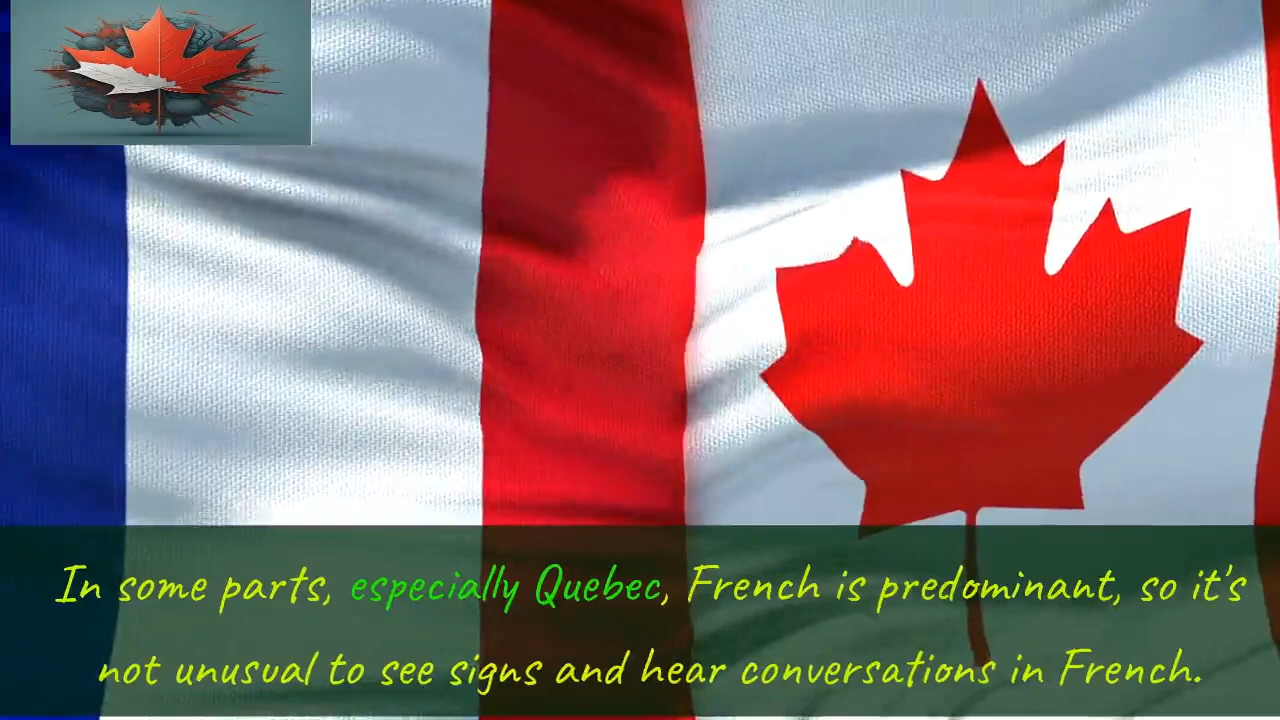 In some parts, especially Quebec, French is predominant, so it's
not unusual to see signs and hear conversations in French.